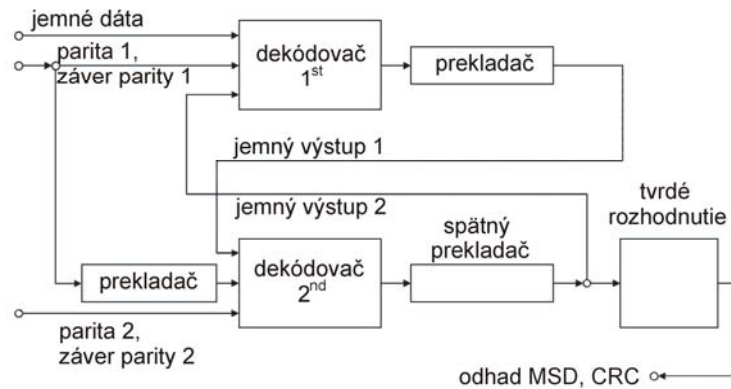 jemné dáta
parita 1,
záver parity 1
dekódovač
1st
prekladač
jemný výstup 1
jemný výstup 2
tvrdé
rozhodnutie
spätný
prekladač
prekladač
dekódovač
2nd
parita 2,
záver parity 2
odhad MSD, CRC